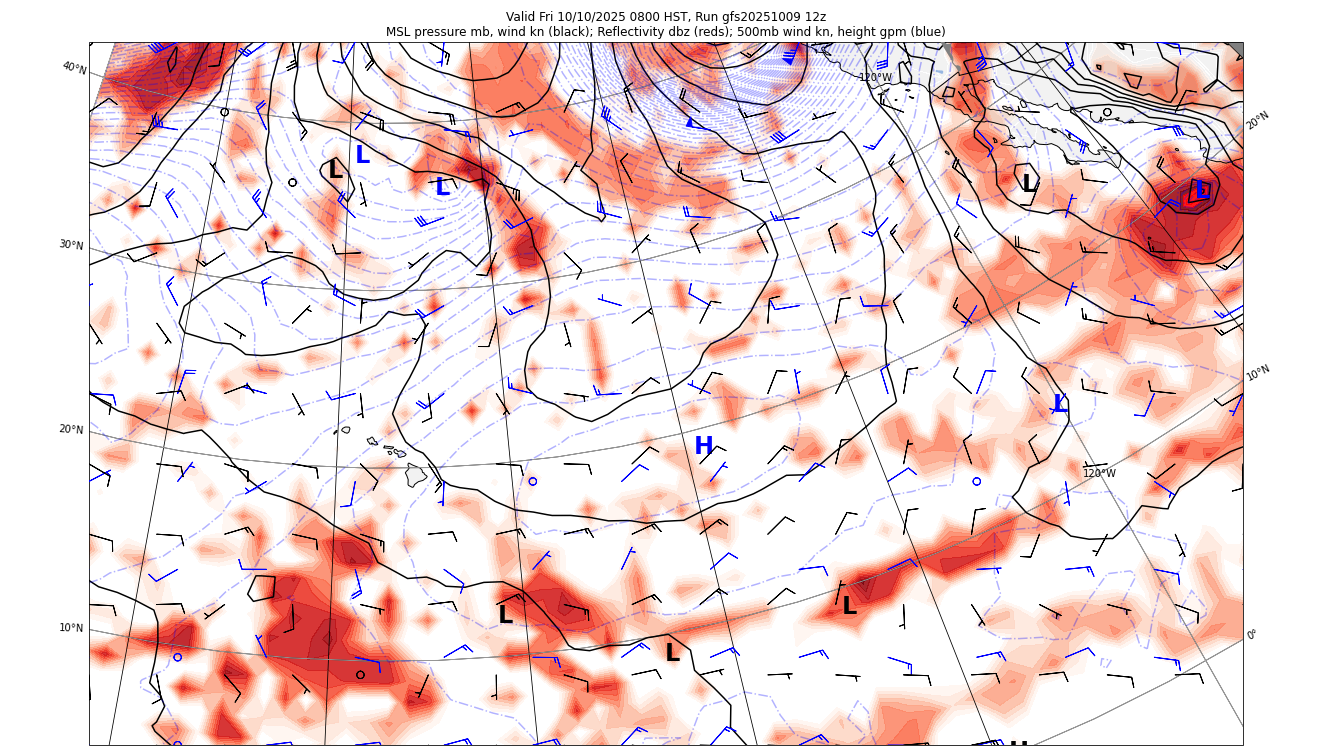 Valid Fri 10/10/2025 0800 HST, Run gfs20251009 12z
MSL pressure mb, wind kn (black); Reflectivity dbz (reds); 500mb wind kn, height gpm (blue)
40°N
120°W
20°N
L
L
L
L
L
L
30°N
10°N
L
20°N
H
120°W
L
L
10°N
0°
L
H